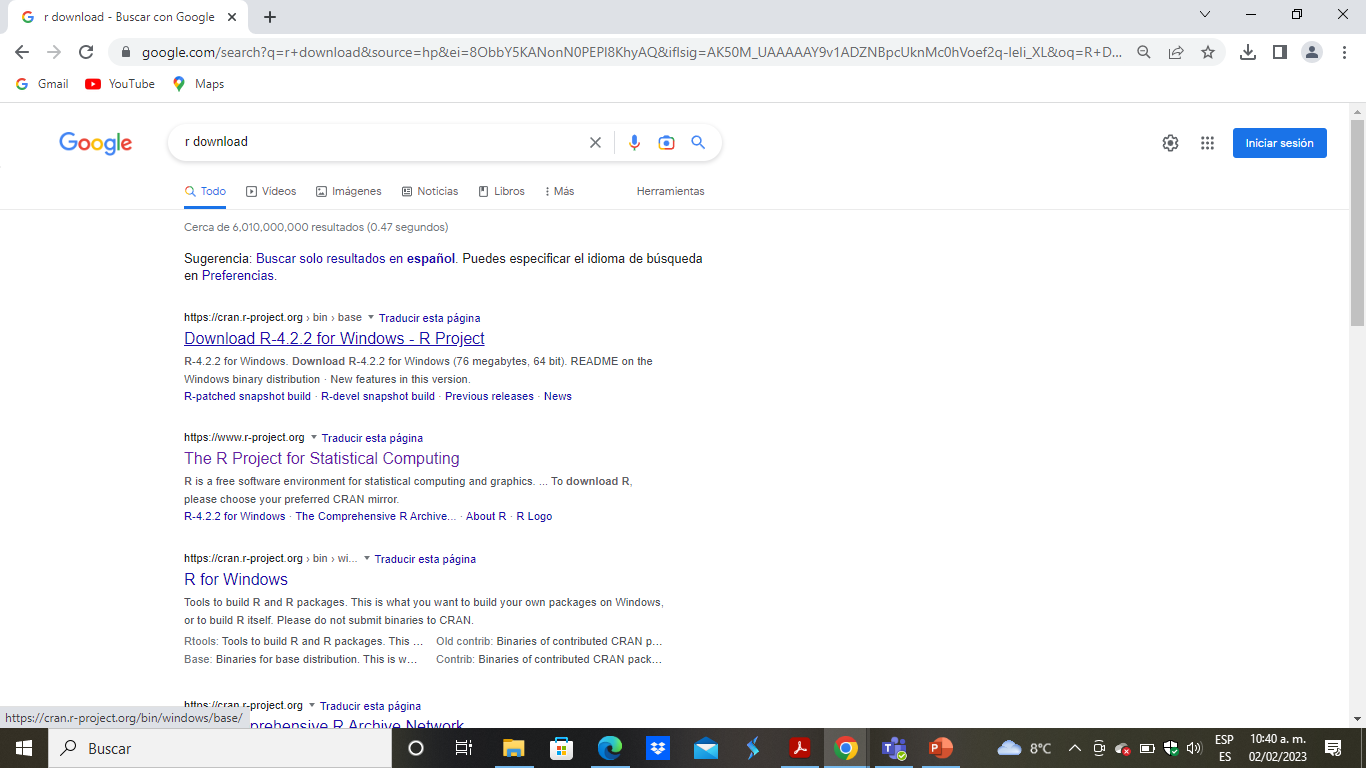 r download - Buscar con Google
google.com/search?q=r+download&source=hp&ei=8ObbY5KANonN0PEPl8KhyAQ&iflsig=AK50M_UAAAAAY9v1ADZNBpcUknMc0hVoef2q-Ieli_XL&oq=R+D...
Gmail YouTube Maps
Google r download Iniciar sesión
Todo Videos Imágenes Noticias Libros Más Herramientas
Cerca de 6,010,000,000 resultados (0.47 segundos)
Sugerencia: Buscar solo resultados en español. Puedes especificar el idioma de búsqueda
en Preferencias.
https://cran.r-project.org › bin › base Traducir esta página
Download R-4.2.2 for Windows - R Project
R-4.2.2 for Windows. Download R-4.2.2 for Windows (76 megabytes, 64 bit). README on the
Windows binary distribution · New features in this version.
R-patched snapshot build · R-devel snapshot build · Previous releases · News
https://www.r-project.org Traducir esta página
The R Project for Statistical Computing
R is a free software environment for statistical computing and graphics. ... To download R,
please choose your preferred CRAN mirror.
R-4.2.2 for Windows · The Comprehensive R Archive... · About R · R Logo
https://cran.r-project.org › bin › wi... Traducir esta página
R for Windows
Tools to build R and R packages. This is what you want to build your own packages on Windows,
or to build R itself. Please do not submit binaries to CRAN.
Rtools: Tools to build R and R packages. This ... Old contrib: Binaries of contributed CRAN p...
Base: Binaries for base distribution. This is w... Contrib: Binaries of contributed CRAN pack...
https://cran.r-project.org Traducir esta página
prehensive R Archive Network
https://cran.r-project.org/bin/windows/base/
Buscar 8°C ESP 10:40 a. m.
ES 02/02/2023